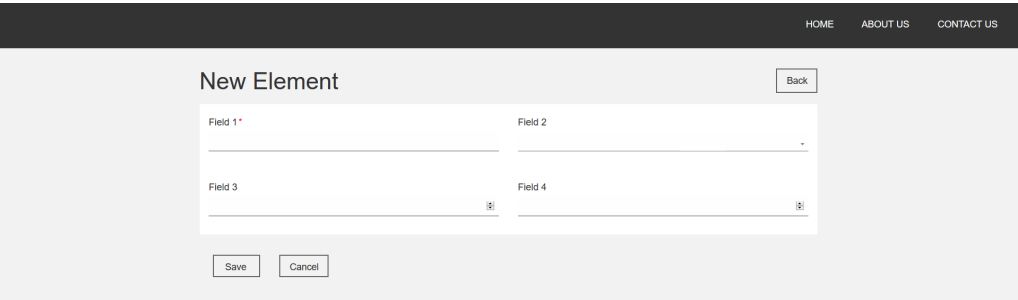 HOME ABOUT US CONTACT US
New Element
Back
Field 1*
Field 2
Field 3
Field 4
Save
Cancel